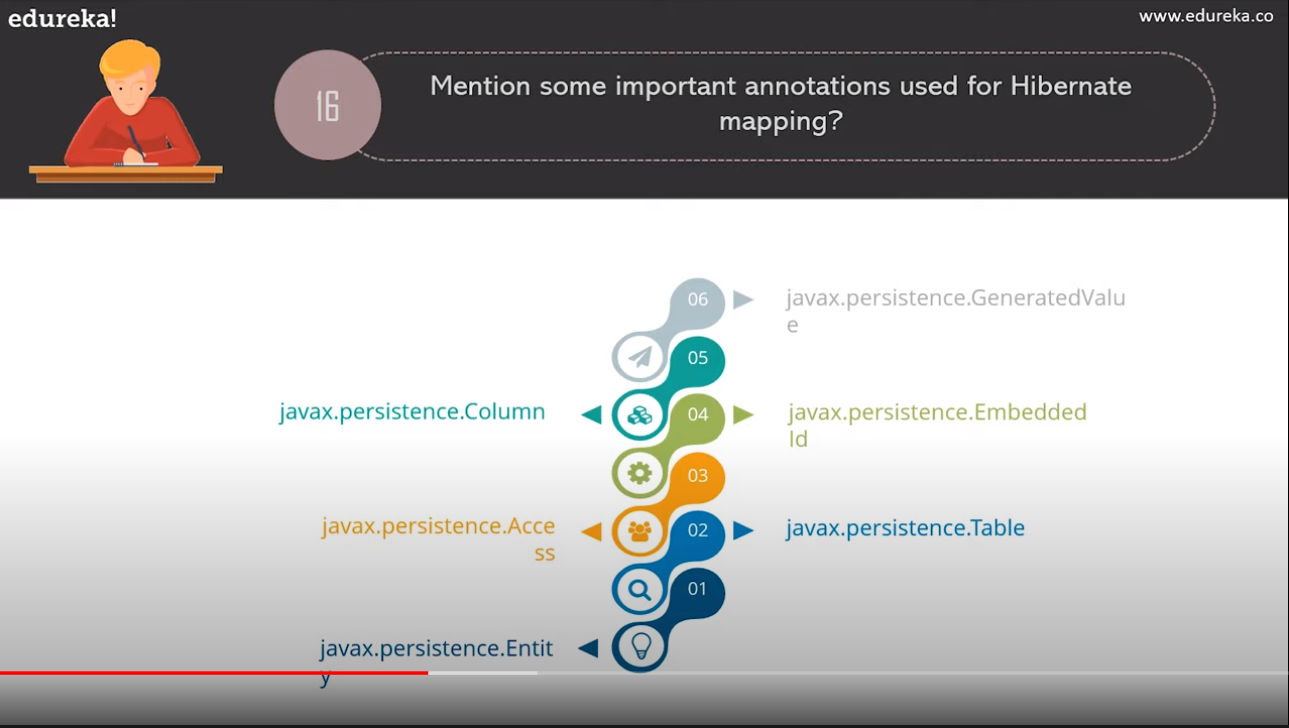 edureka!
www.edureka.co
16
Mention some important annotations used for Hibernate
mapping?
06
javax.persistence.GeneratedValu
e
05
javax.persistence.Column
04
javax.persistence.Embedded
Id
03
javax.persistence.Acce
ss
02
javax.persistence.Table
01
javax.persistence.Entit
y